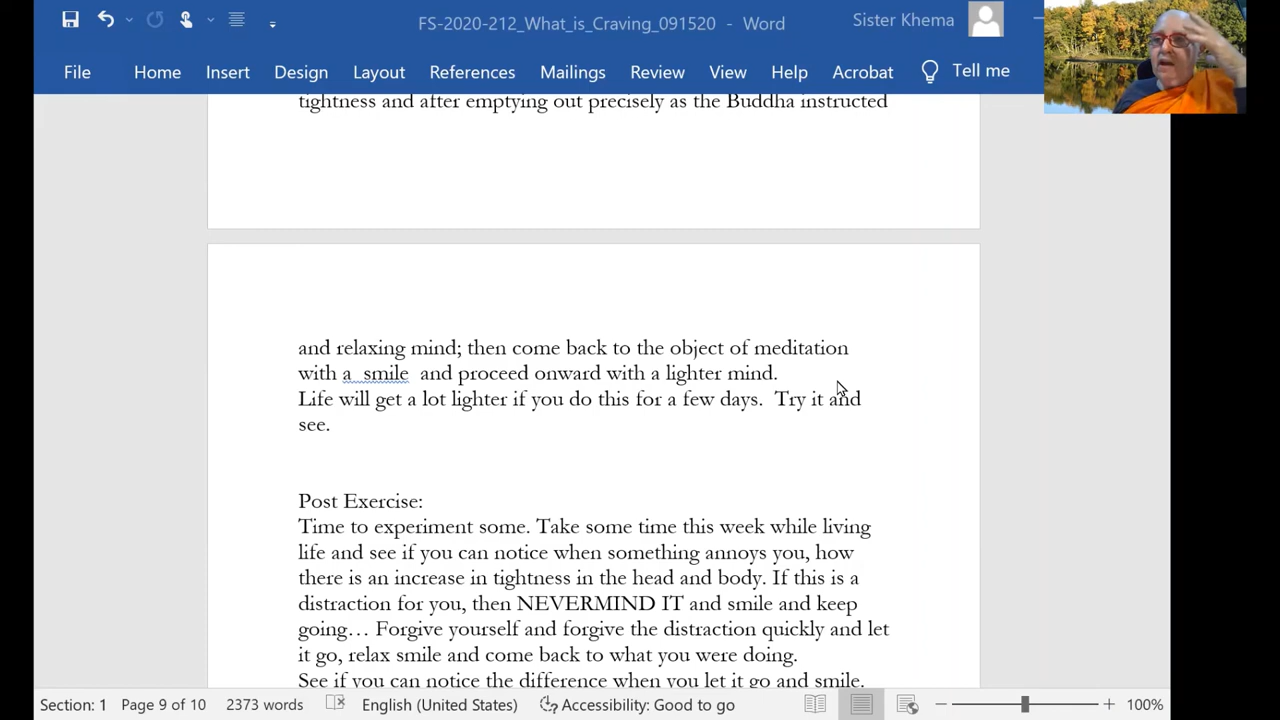 FS-2020-212_What_is_Craving_091520 - Word
Sister Khema
File Home Insert Design Layout References Mailings Review View Help Acrobat Tell me
tightness and after emptying out precisely as the Buddha instructed
and relaxing mind; then come back to the object of meditation
with a smile and proceed onward with a lighter mind.
Life will get a lot lighter if you do this for a few days. Try it and
see.
Post Exercise:
Time to experiment some. Take some time this week while living
life and see if you can notice when something annoys you, how
there is an increase in tightness in the head and body. If this is a
distraction for you, then NEVERMIND IT and smile and keep
going… Forgive yourself and forgive the distraction quickly and let
it go, relax smile and come back to what you were doing.
See if you can notice the difference when you let it go and smile.
Section: 1 Page 9 of 10 2373 words English (United States) Accessibility: Good to go 100%